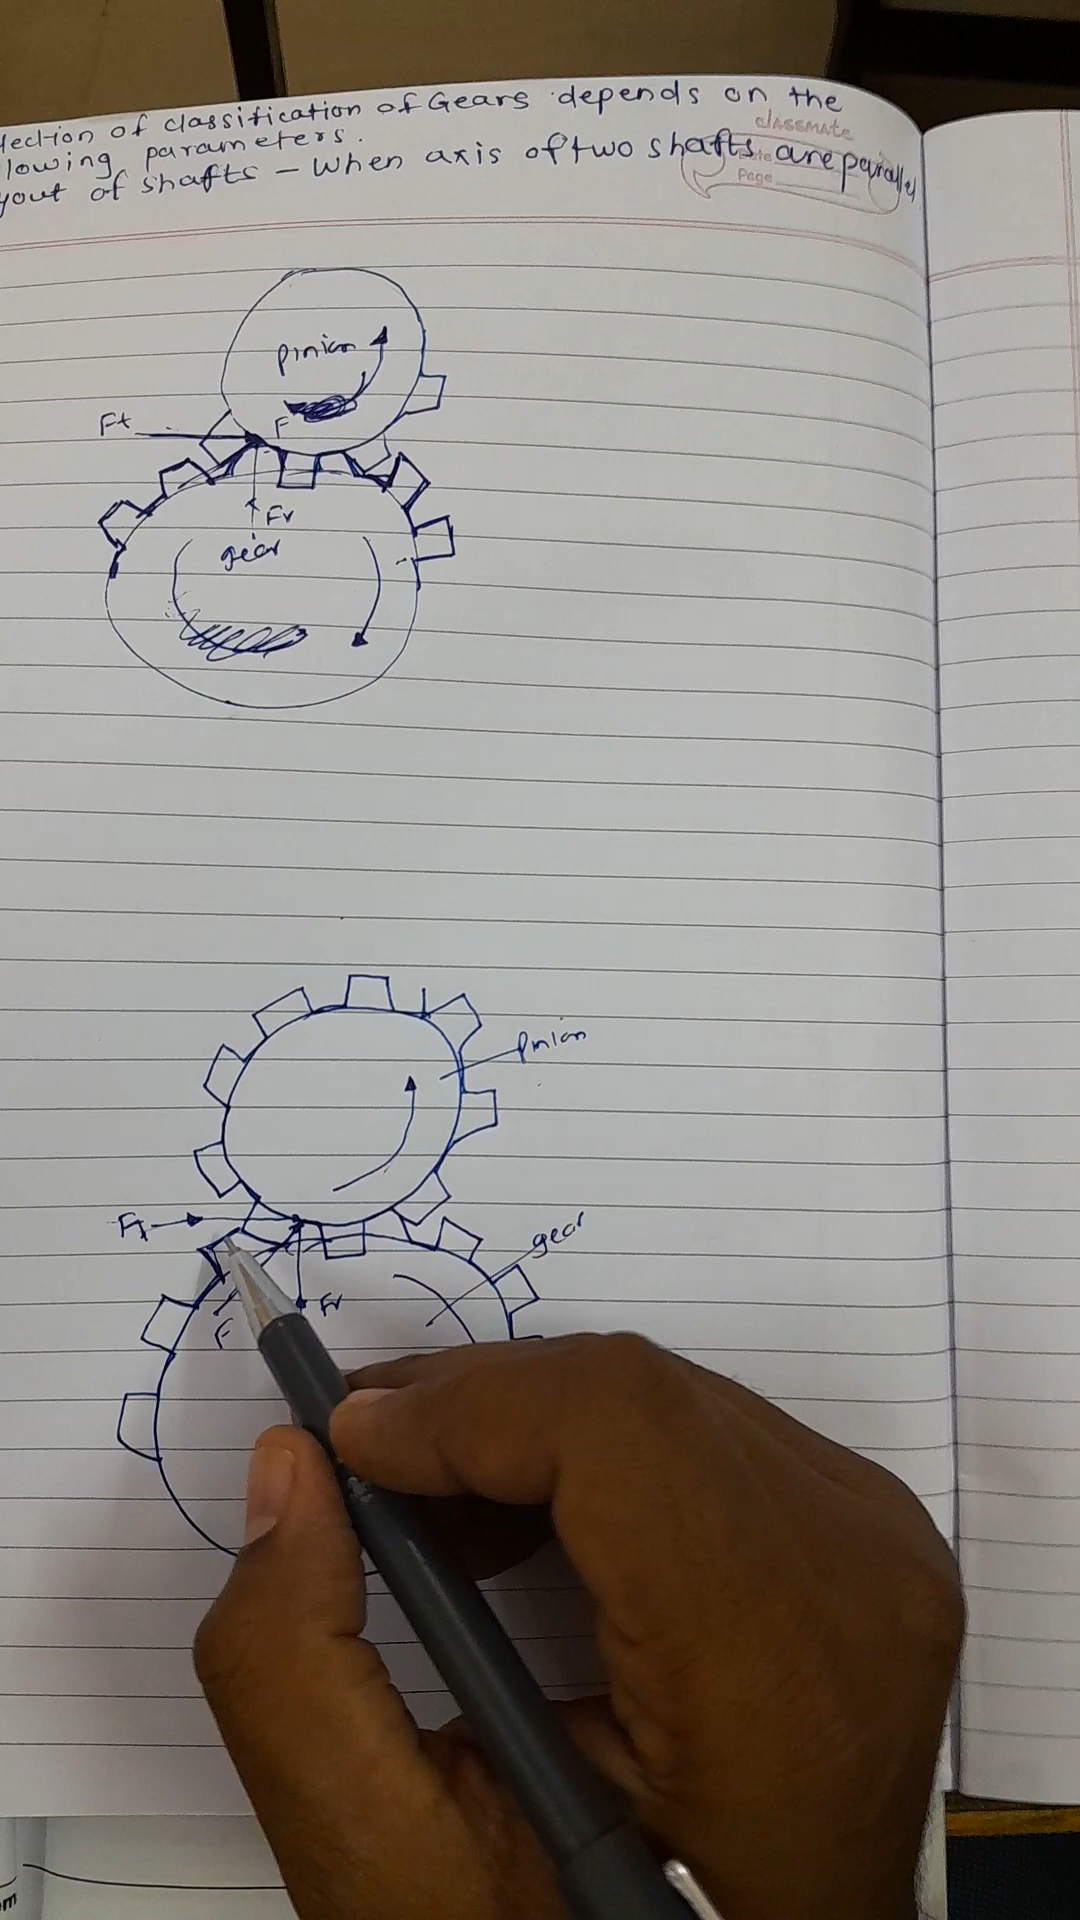 lection of classification of Gears depends on the
classmate
lowing parameters.
yout of shafts - When axis of two shafts are parallel
Date
Page
pinion
Ft
F
Fr
gear
Pinion
Ft
gear
Fr
F
m